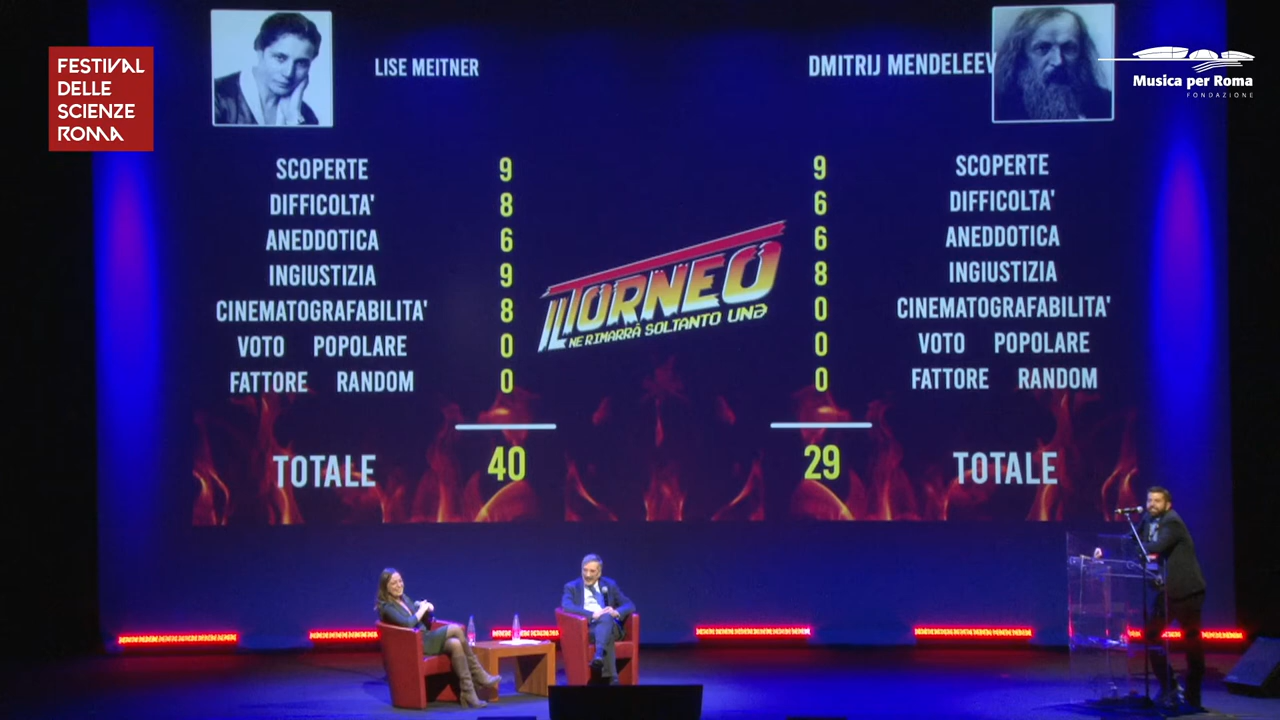 FESTIVAL
DELLE
SCIENZE
ROMA
LISE MEITNER
DMITRIJ MENDELEEV
Musica per Roma
FONDAZIONE
SCOPERTE 9
DIFFICOLTA' 8
ANEDDOTICA 6
INGIUSTIZIA 9
CINEMATOGRAFABILITA' 8
VOTO POPOLARE 0
FATTORE RANDOM 0
TOTALE 40
IL TORNEO
NE RIMARRÀ SOLTANTO UNƏ
9 SCOPERTE
6 DIFFICOLTA'
6 ANEDDOTICA
8 INGIUSTIZIA
0 CINEMATOGRAFABILITA'
0 VOTO POPOLARE
0 FATTORE RANDOM
29 TOTALE